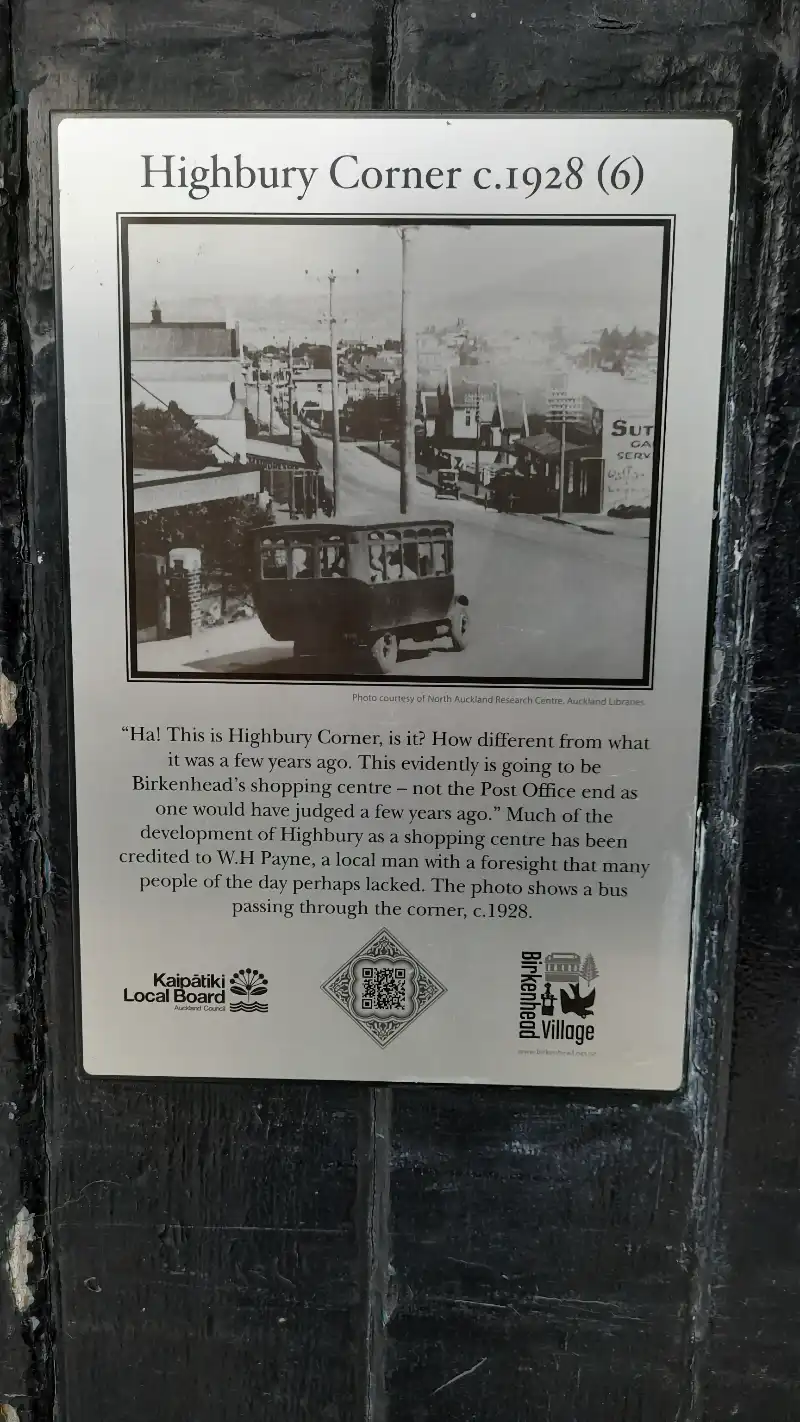 Highbury Corner c.1928 (6)
SUT
GA
SERV
Photo courtesy of North Auckland Research Centre, Auckland Libraries.
“Ha! This is Highbury Corner, is it? How different from what
it was a few years ago. This evidently is going to be
Birkenhead’s shopping centre – not the Post Office end as
one would have judged a few years ago.” Much of the
development of Highbury as a shopping centre has been
credited to W.H Payne, a local man with a foresight that many
people of the day perhaps lacked. The photo shows a bus
passing through the corner, c.1928.
Kaipātiki
Local Board
Auckland Council
Birkenhead
Village
www.birkenhead.net.nz